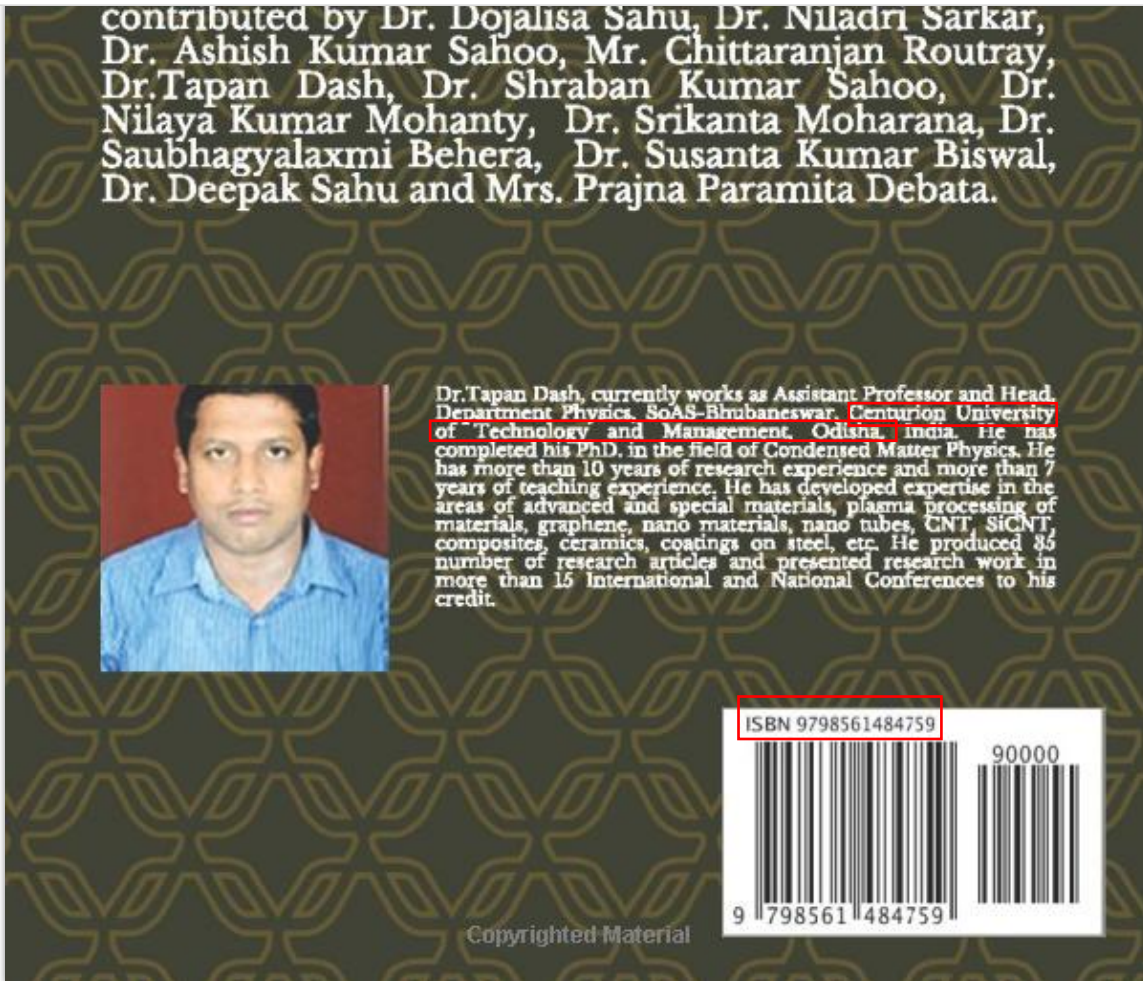 contributed by Dr. Dojalisa Sahu, Dr. Niladri Sarkar,
Dr. Ashish Kumar Sahoo, Mr. Chittaranjan Routray,
Dr.Tapan Dash, Dr. Shraban Kumar Sahoo, Dr.
Nilaya Kumar Mohanty, Dr. Srikanta Moharana, Dr.
Saubhagyalaxmi Behera, Dr. Susanta Kumar Biswal,
Dr. Deepak Sahu and Mrs. Prajna Paramita Debata.
Dr.Tapan Dash, currently works as Assistant Professor and Head,
Department Physics, SoAS-Bhubaneswar, Centurion University
of Technology and Management, Odisha, India. He has
completed his PhD. in the field of Condensed Matter Physics. He
has more than 10 years of research experience and more than 7
years of teaching experience. He has developed expertise in the
areas of advanced and special materials, plasma processing of
materials, graphene, nano materials, nano tubes, CNT, SiCNT,
composites, ceramics, coatings on steel, etc. He produced 85
number of research articles and presented research work in
more than 15 International and National Conferences to his
credit.
ISBN 9798561484759
90000
9 798561 484759
Copyrighted Material